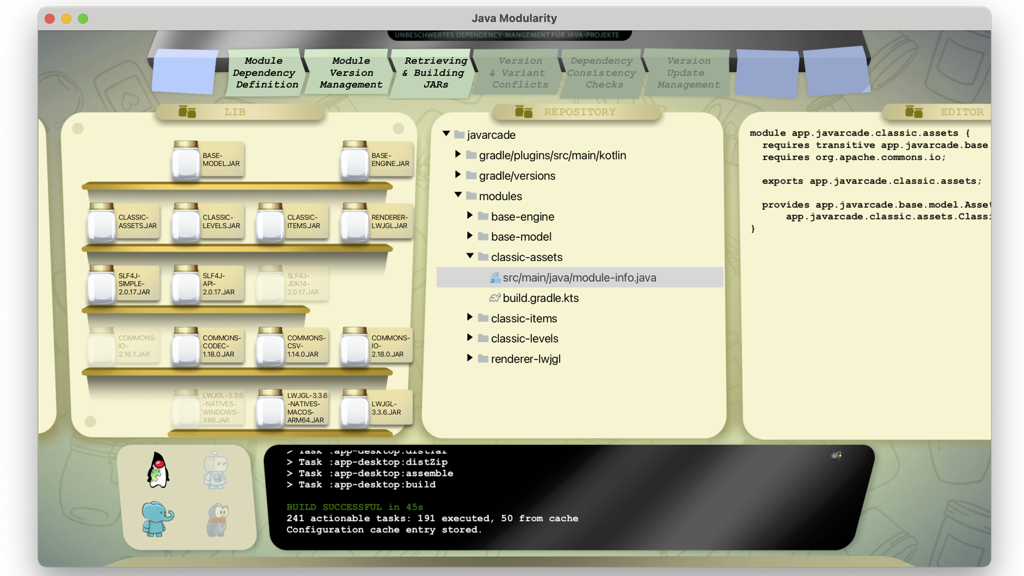 Java Modularity
UNBESCHWERTES DEPENDENCY-MANGEMENT FÜR JAVA-PROJEKTE
Module
Dependency
Definition
Module
Version
Management
Retrieving
& Building
JARs
Version
& Variant
Conflicts
Dependency
Consistency
Checks
Version
Update
Management
LIB
BASE-
MODEL.JAR
BASE-
ENGINE.JAR
CLASSIC-
ASSETS.JAR
CLASSIC-
LEVELS.JAR
CLASSIC-
ITEMS.JAR
RENDERER-
LWJGL.JAR
SLF4J-
SIMPLE-
2.0.17.JAR
SLF4J-
API-
2.0.17.JAR
SLF4J-
JDK14-
2.0.17.JAR
COMMONS-
IO-
2.16.1.JAR
COMMONS-
CODEC-
1.18.0.JAR
COMMONS-
CSV-
1.14.0.JAR
COMMONS-
IO-
2.18.0.JAR
LWJGL-3.3.6
-NATIVES-
WINDOWS-
X86.JAR
LWJGL-3.3.6
-NATIVES-
MACOS-
ARM64.JAR
LWJGL-
3.3.6.JAR
REPOSITORY
javarcade
gradle/plugins/src/main/kotlin
gradle/versions
modules
base-engine
base-model
classic-assets
src/main/java/module-info.java
build.gradle.kts
classic-items
classic-levels
renderer-lwjgl
EDITOR
module app.javarcade.classic.assets {
requires transitive app.javarcade.base
requires org.apache.commons.io;
exports app.javarcade.classic.assets;
provides app.javarcade.base.model.Asset
app.javarcade.classic.assets.Class
}
> Task :app-desktop:distTar
> Task :app-desktop:distZip
> Task :app-desktop:assemble
> Task :app-desktop:build
BUILD SUCCESSFUL in 45s
241 actionable tasks: 191 executed, 50 from cache
Configuration cache entry stored.